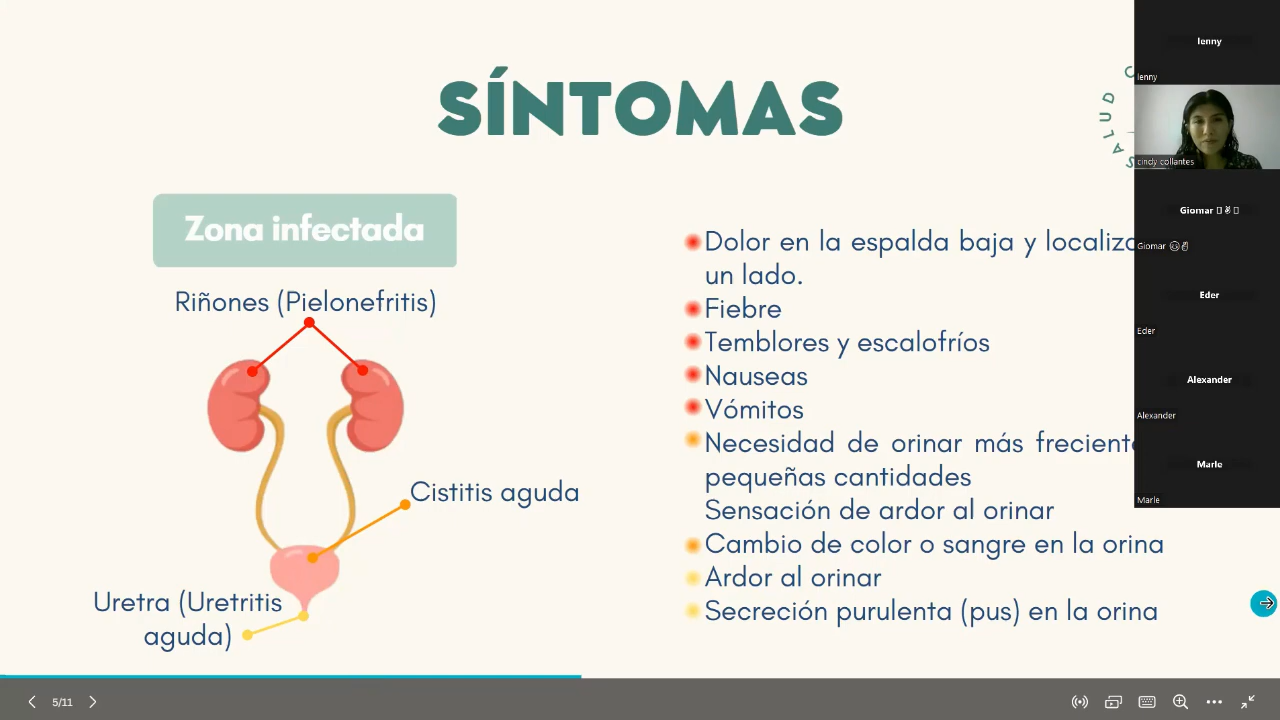 SÍNTOMAS
Zona infectada
Riñones (Pielonefritis)
Cistitis aguda
Uretra (Uretritis
aguda)
Dolor en la espalda baja y
un lado.
Fiebre
Temblores y escalofríos
Nauseas
Vómitos
Necesidad de orinar más
pequeñas cantidades
Sensación de ardor al orinar
Cambio de color o sangre en la orina
Ardor al orinar
Secreción purulenta (pus) en la orina
SALUD
lenny
lenny
cindy collantes
Giomar
Giomar
Eder
Eder
Alexander
Alexander
Marle
Marle
5/11